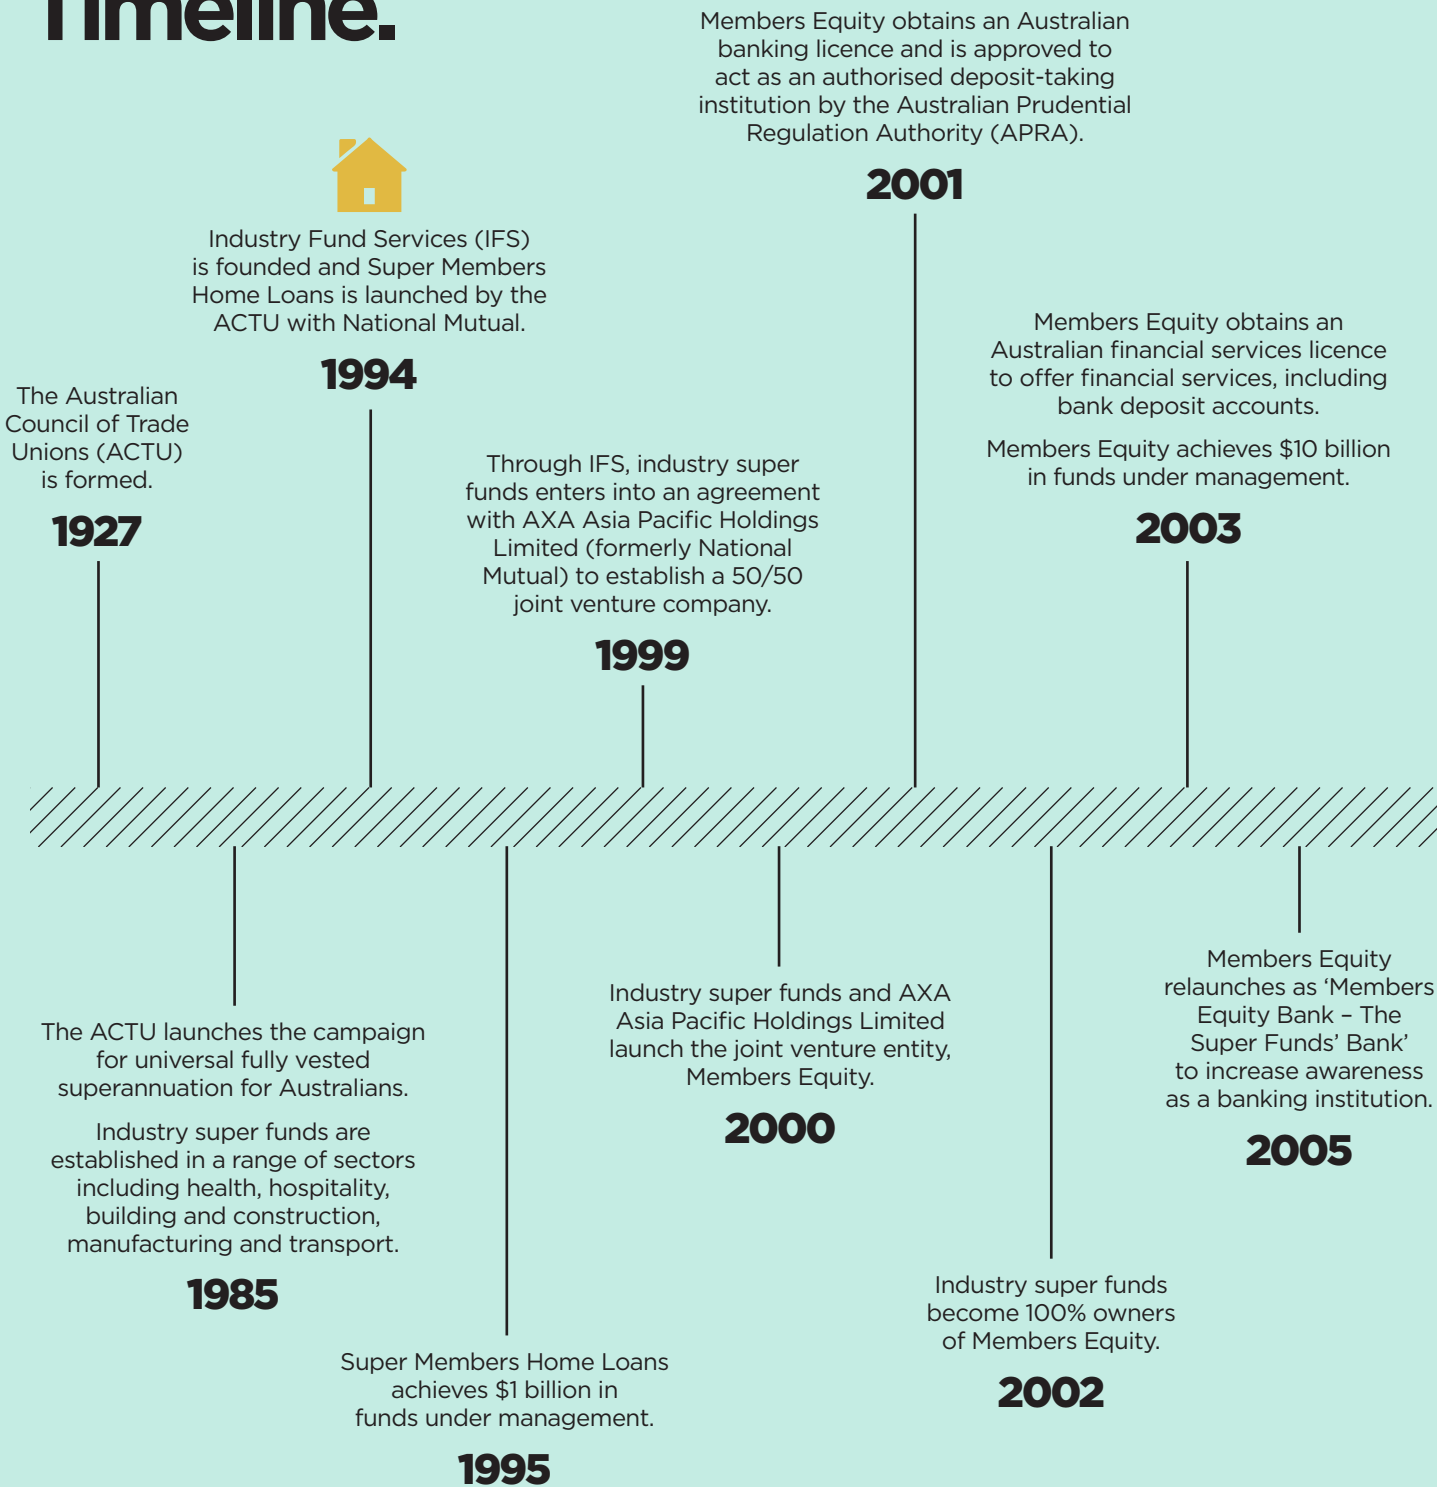 Timeline.
Members Equity obtains an Australian
banking licence and is approved to
act as an authorised deposit-taking
institution by the Australian Prudential
Regulation Authority (APRA).
2001
Industry Fund Services (IFS)
is founded and Super Members
Home Loans is launched by the
ACTU with National Mutual.
1994
Members Equity obtains an
Australian financial services licence
to offer financial services, including
bank deposit accounts.
Members Equity achieves $10 billion
in funds under management.
2003
The Australian
Council of Trade
Unions (ACTU)
is formed.
1927
Through IFS, industry super
funds enters into an agreement
with AXA Asia Pacific Holdings
Limited (formerly National
Mutual) to establish a 50/50
joint venture company.
1999
Members Equity
relaunches as ‘Members
Equity Bank – The
Super Funds’ Bank’
to increase awareness
as a banking institution.
2005
Industry super funds and AXA
Asia Pacific Holdings Limited
launch the joint venture entity,
Members Equity.
2000
The ACTU launches the campaign
for universal fully vested
superannuation for Australians.
Industry super funds are
established in a range of sectors
including health, hospitality,
building and construction,
manufacturing and transport.
1985
Industry super funds
become 100% owners
of Members Equity.
2002
Super Members Home Loans
achieves $1 billion in
funds under management.
1995